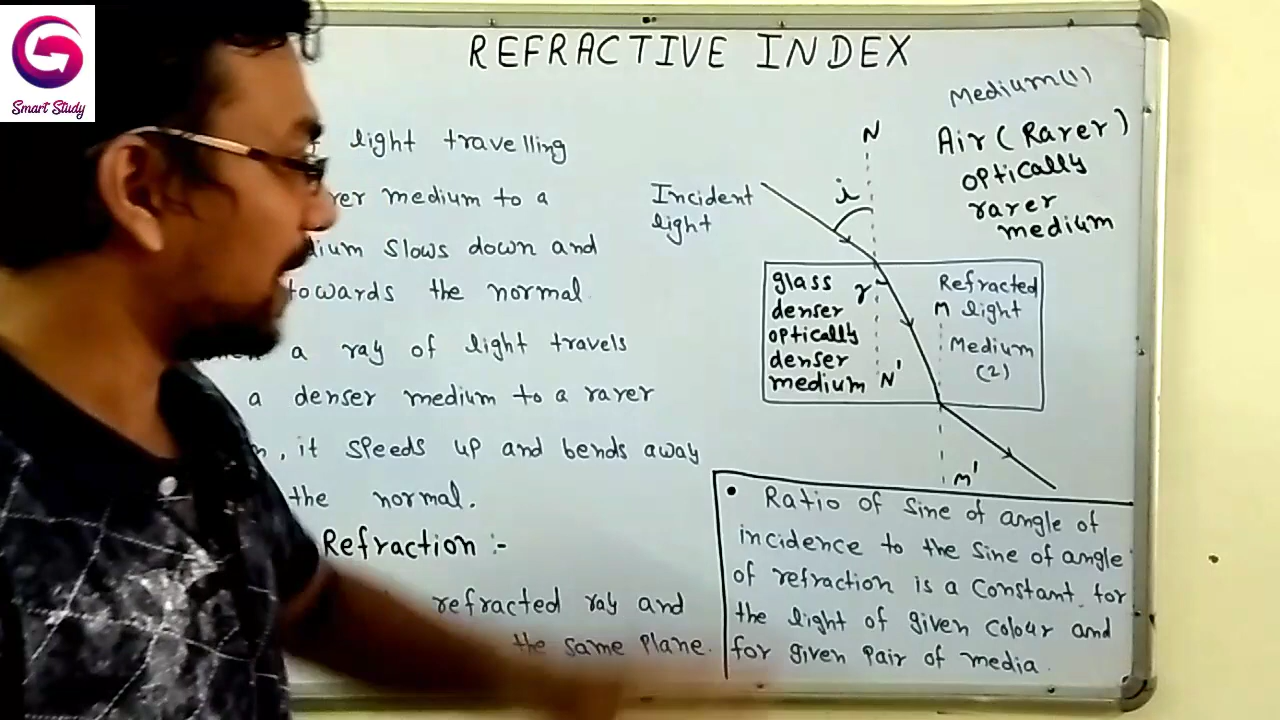 Smart Study
REFRACTIVE INDEX
light travelling
medium to a
slows down and
towards the normal.
a ray of light travels
a denser medium to a rarer
, it speeds up and bends away
the normal.
Refraction :-
refracted ray and
the same plane.
Incident
light
N
i
Medium(1)
Air (Rarer)
optically
rarer
medium
glass
denser
optically
denser
medium
r
N'
Refracted
M light
Medium
(2)
M'
• Ratio of Sine of angle of
incidence to the sine of angle
of refraction is a Constant. for
the light of given colour and
for given pair of media.